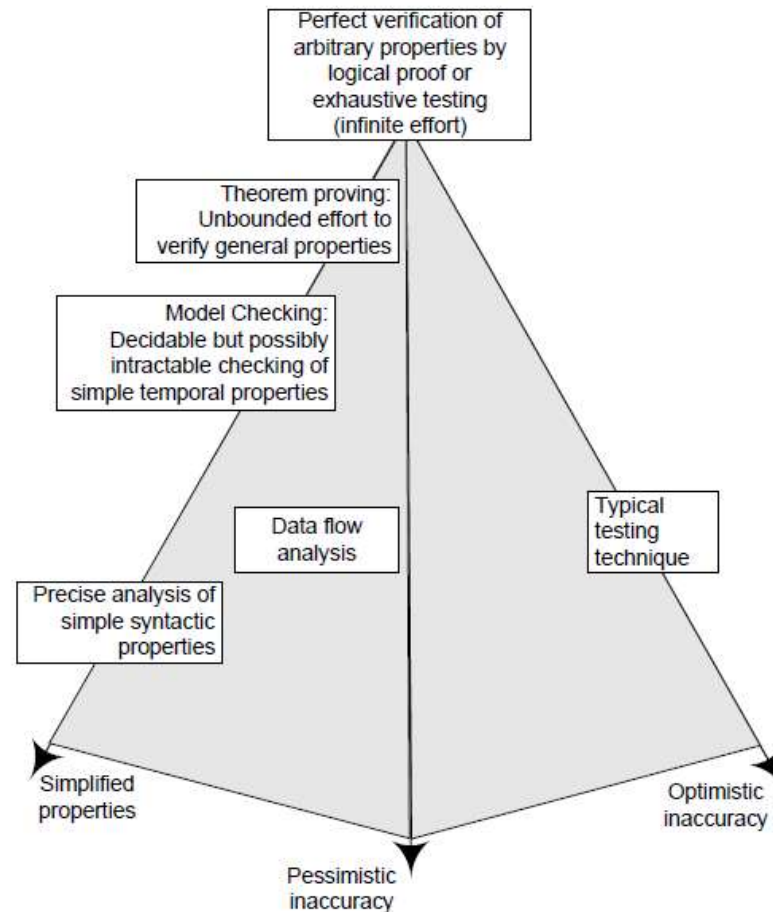 Perfect verification of
arbitrary properties by
logical proof or
exhaustive testing
(infinite effort)
Theorem proving:
Unbounded effort to
verify general properties
Model Checking:
Decidable but possibly
intractable checking of
simple temporal properties
Data flow
analysis
Typical
testing
technique
Precise analysis of
simple syntactic
properties
Simplified
properties
Optimistic
inaccuracy
Pessimistic
inaccuracy